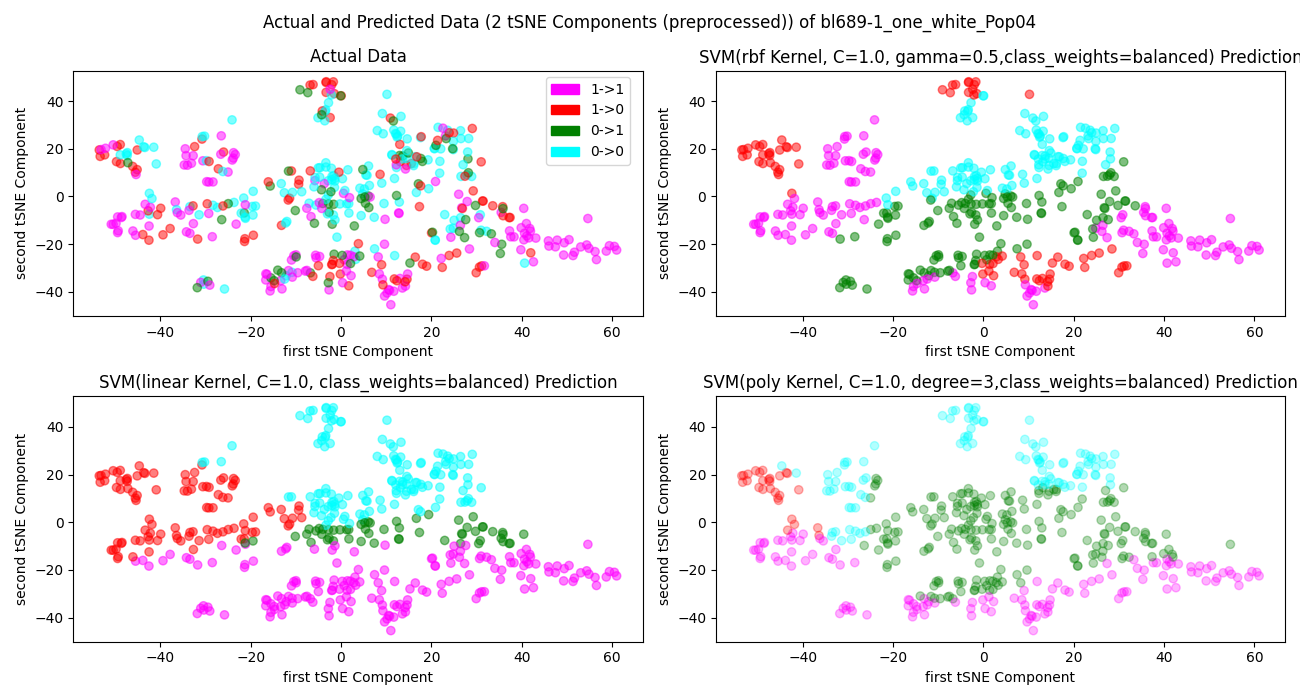 Actual and Predicted Data (2 tSNE Components (preprocessed)) of bl689-1_one_white_Pop04
Actual Data
1->1
1->0
0->1
0->0
second tSNE Component
40
20
0
−20
−40
−40 −20 0 20 40 60
first tSNE Component
SVM(rbf Kernel, C=1.0, gamma=0.5,class_weights=balanced) Prediction
second tSNE Component
40
20
0
−20
−40
−40 −20 0 20 40 60
first tSNE Component
SVM(linear Kernel, C=1.0, class_weights=balanced) Prediction
second tSNE Component
40
20
0
−20
−40
−40 −20 0 20 40 60
first tSNE Component
SVM(poly Kernel, C=1.0, degree=3,class_weights=balanced) Prediction
second tSNE Component
40
20
0
−20
−40
−40 −20 0 20 40 60
first tSNE Component